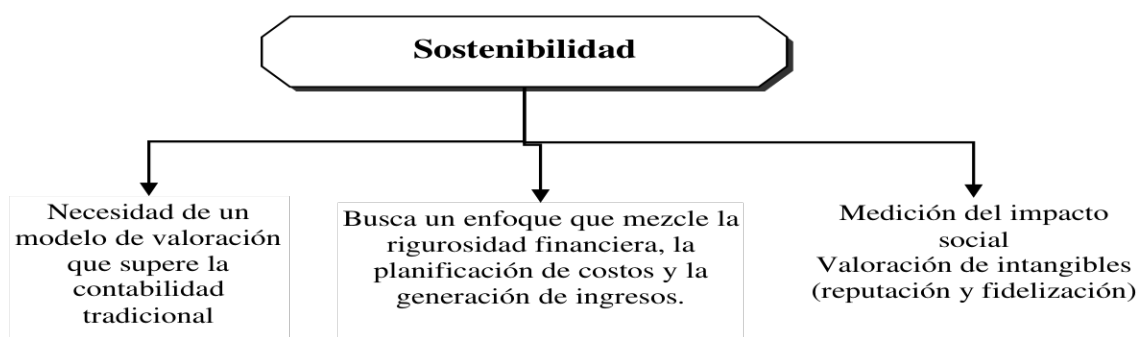 Sostenibilidad
Necesidad de un
modelo de valoración
que supere la
contabilidad
tradicional
Busca un enfoque que mezcle la
rigurosidad financiera, la
planificación de costos y la
generación de ingresos.
Medición del impacto
social
Valoración de intangibles
(reputación y fidelización)